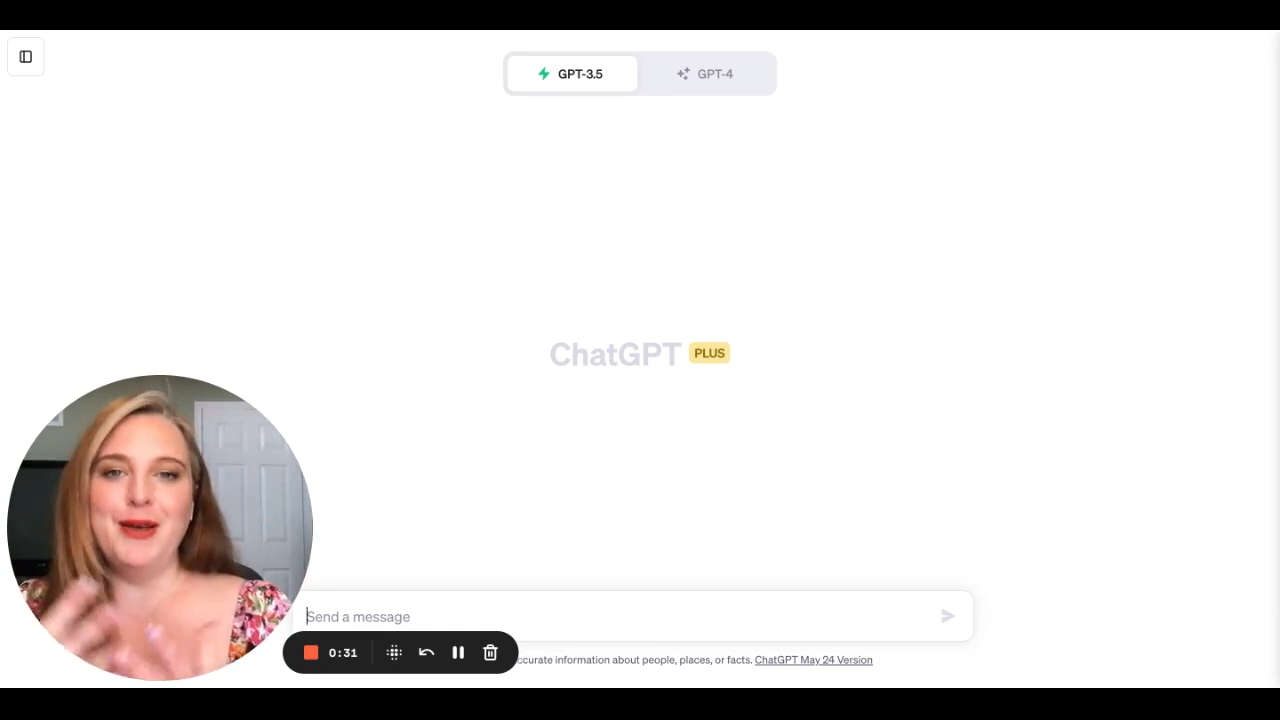 GPT-3.5
GPT-4
ChatGPT PLUS
Send a message
0:31
accurate information about people, places, or facts. ChatGPT May 24 Version